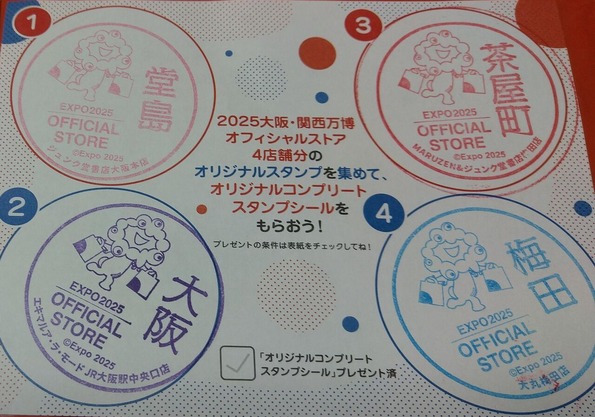 1
堂島
EXPO2025
OFFICIAL
STORE
©Expo 2025
ジュンク堂書店大阪本店
3
茶屋町
EXPO2025
OFFICIAL
STORE
©Expo 2025
MARUZEN&ジュンク堂書店梅田店
2025大阪・関西万博
オフィシャルストア
4店舗分の
オリジナルスタンプを集めて、
オリジナルコンプリート
スタンプシールを
もらおう!
プレゼントの条件は表紙をチェックしてね!
2
大阪
EXPO2025
OFFICIAL
STORE
©Expo 2025
エキマルア・ラ・モードJR大阪駅中央口店
4
梅田
EXPO2025
OFFICIAL
STORE
©Expo 2025
大丸梅田店
「オリジナルコンプリート
スタンプシール」プレゼント済